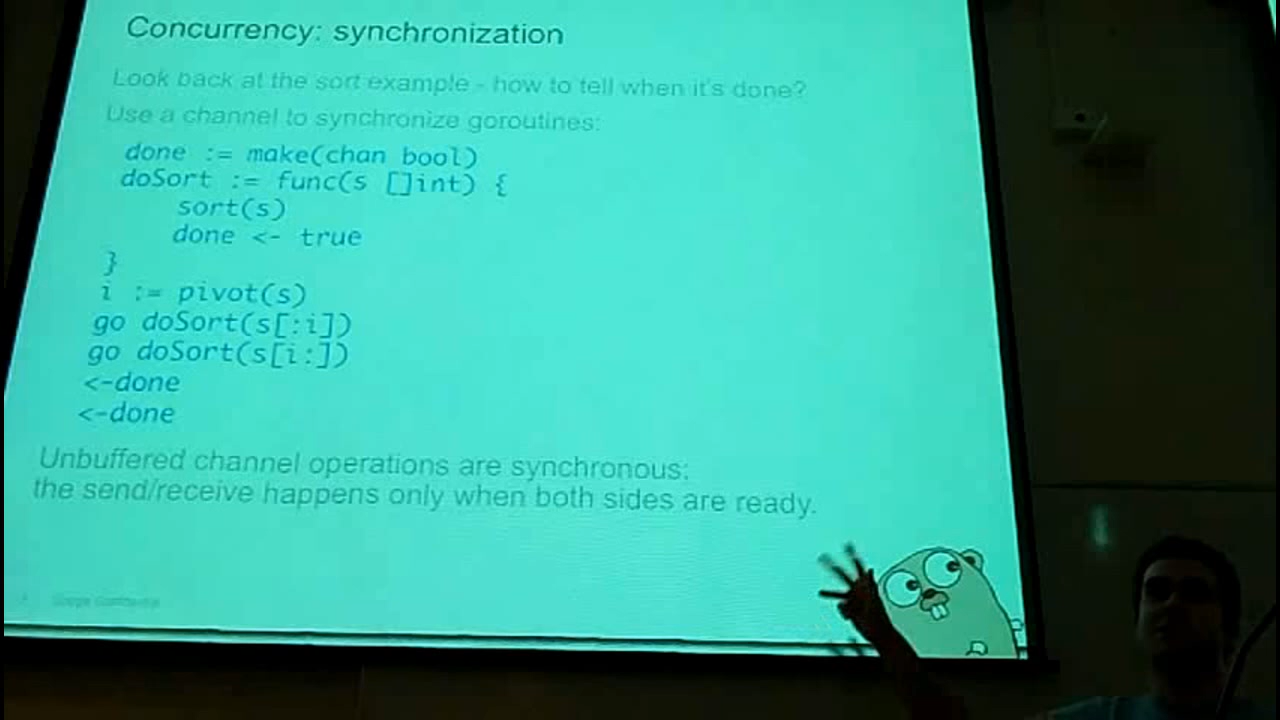 Concurrency: synchronization
Look back at the sort example - how to tell when it's done?
Use a channel to synchronize goroutines:
done := make(chan bool)
doSort := func(s []int) {
sort(s)
done <- true
}
i := pivot(s)
go doSort(s[:i])
go doSort(s[i:])
<-done
<-done
Unbuffered channel operations are synchronous:
the send/receive happens only when both sides are ready.